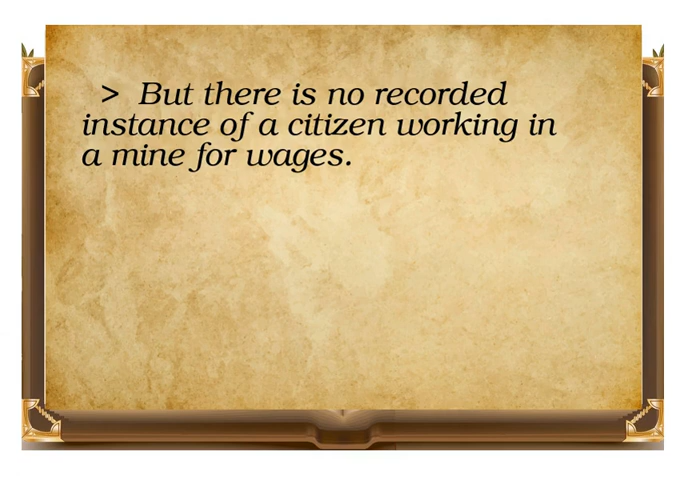 > But there is no recorded
instance of a citizen working in
a mine for wages.